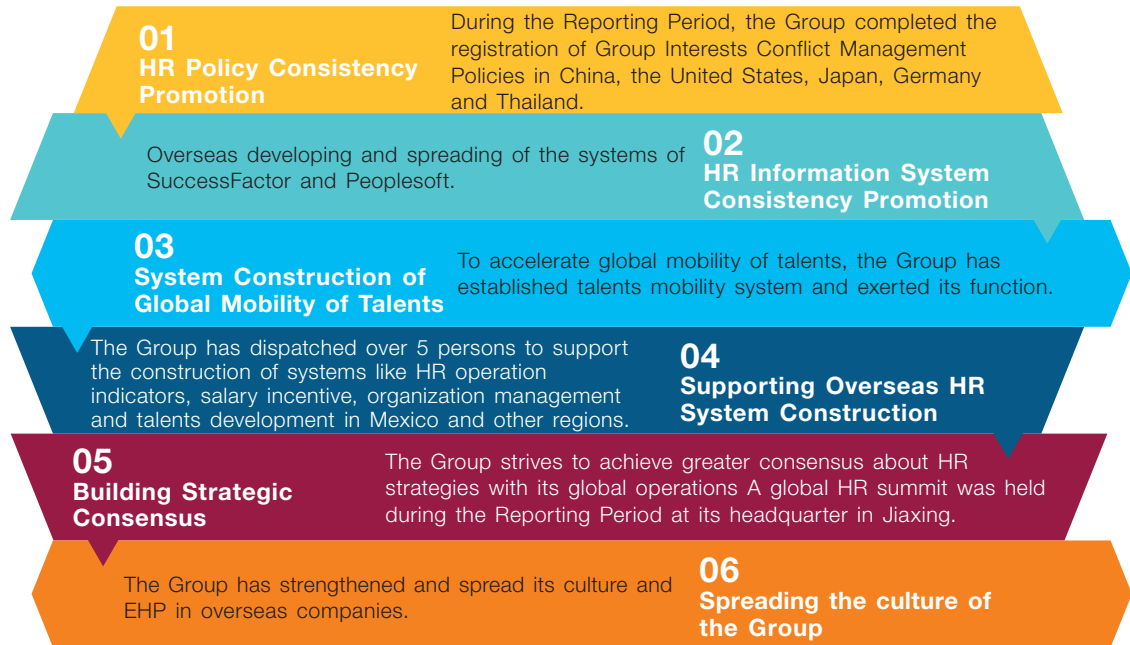 01
HR Policy Consistency
Promotion
During the Reporting Period, the Group completed the
registration of Group Interests Conflict Management
Policies in China, the United States, Japan, Germany
and Thailand.
Overseas developing and spreading of the systems of
SuccessFactor and Peoplesoft.
02
HR Information System
Consistency Promotion
03
System Construction of
Global Mobility of Talents
To accelerate global mobility of talents, the Group has
established talents mobility system and exerted its function.
The Group has dispatched over 5 persons to support
the construction of systems like HR operation
indicators, salary incentive, organization management
and talents development in Mexico and other regions.
04
Supporting Overseas HR
System Construction
05
Building Strategic
Consensus
The Group strives to achieve greater consensus about HR
strategies with its global operations A global HR summit was held
during the Reporting Period at its headquarter in Jiaxing.
The Group has strengthened and spread its culture and
EHP in overseas companies.
06
Spreading the culture of
the Group